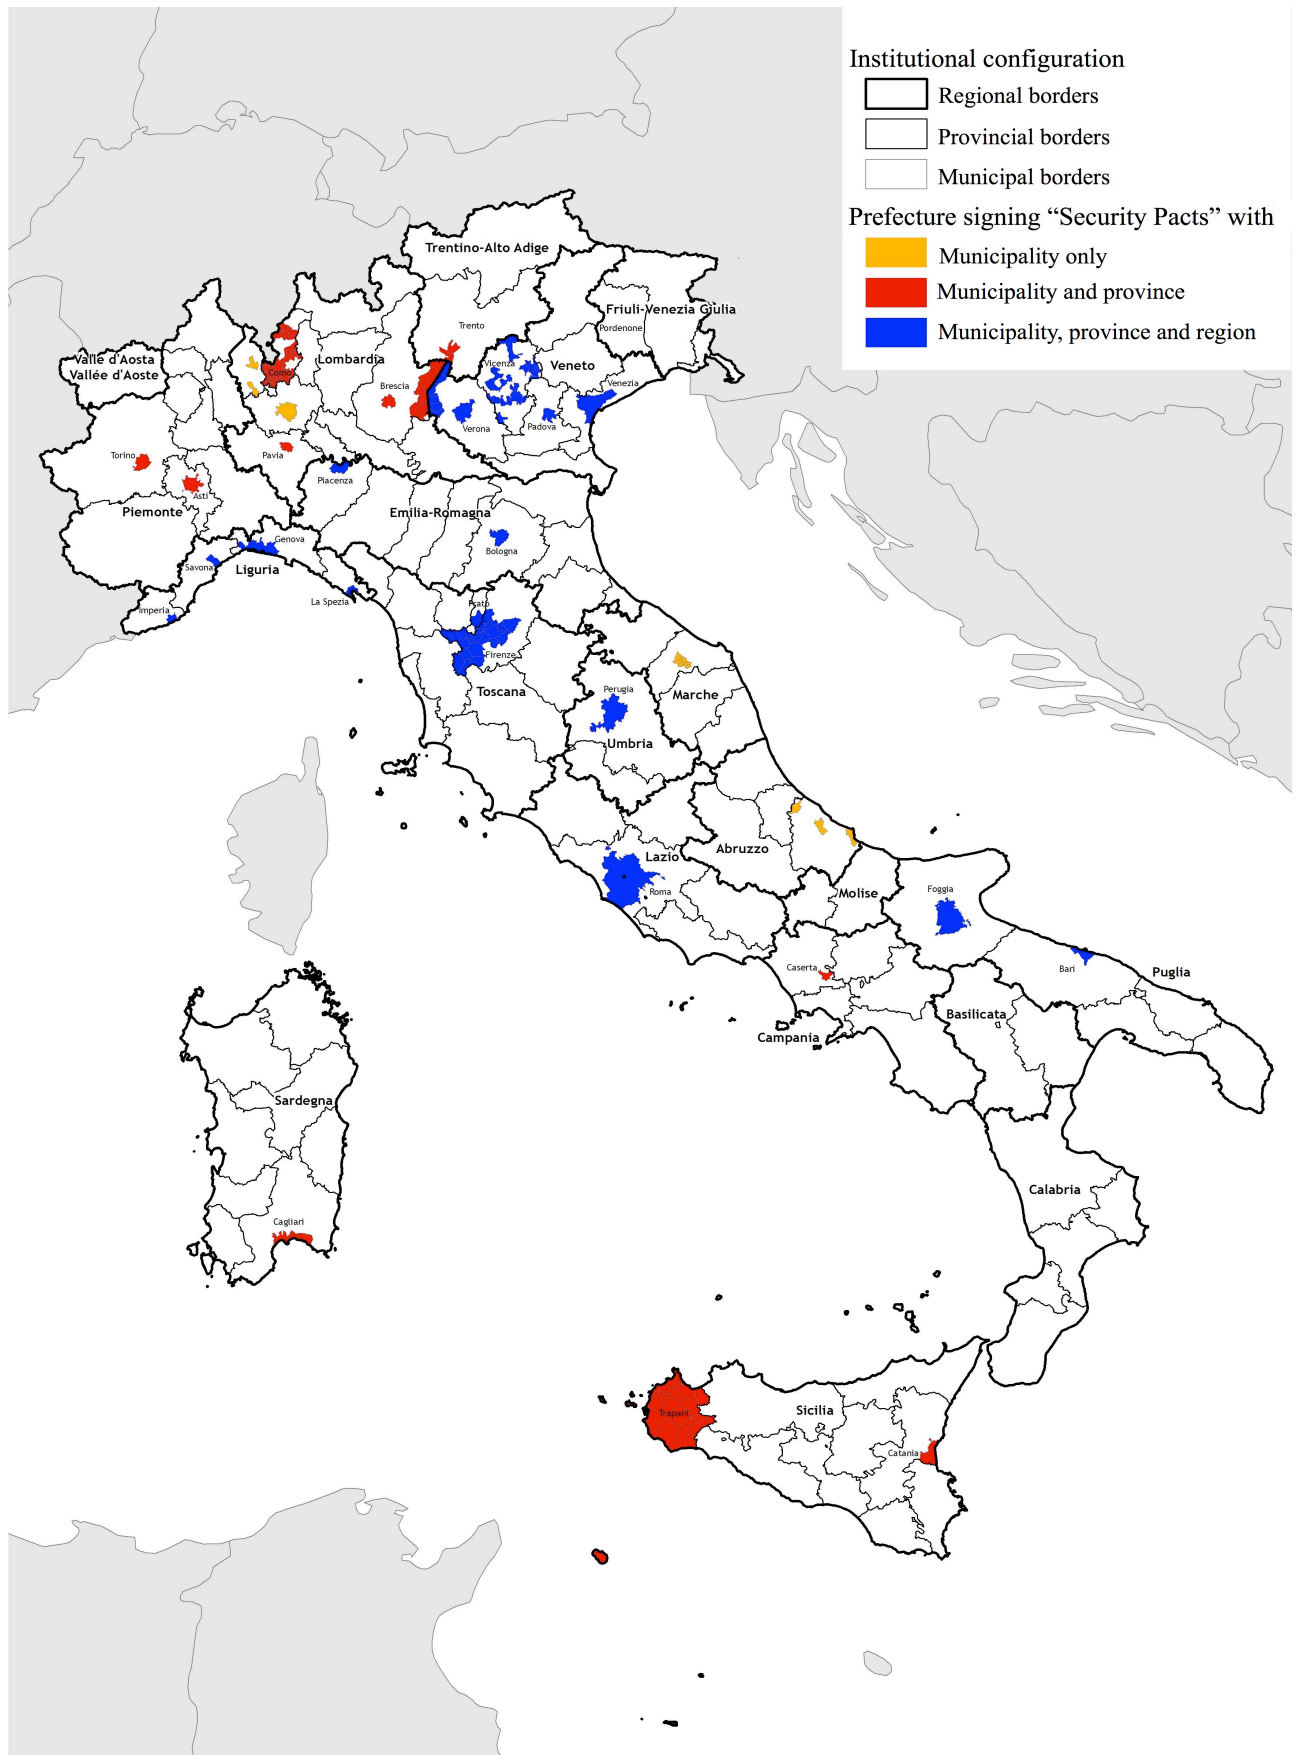 Institutional configuration
Regional borders
Provincial borders
Municipal borders
Prefecture signing “Security Pacts” with
Municipality only
Municipality and province
Municipality, province and region
Trentino-Alto Adige
Friuli-Venezia Giulia
Pordenone
Trento
Valle d'Aosta
Vallée d'Aoste
Lombardia
Como
Brescia
Vicenza
Veneto
Venezia
Verona
Padova
Torino
Pavia
Piacenza
Asti
Piemonte
Emilia-Romagna
Genova
Bologna
Savona
Liguria
La Spezia
Imperia
Prato
Firenze
Toscana
Perugia
Marche
Umbria
Abruzzo
Lazio
Roma
Molise
Foggia
Caserta
Bari
Puglia
Basilicata
Campania
Sardegna
Calabria
Cagliari
Trapani
Sicilia
Catania